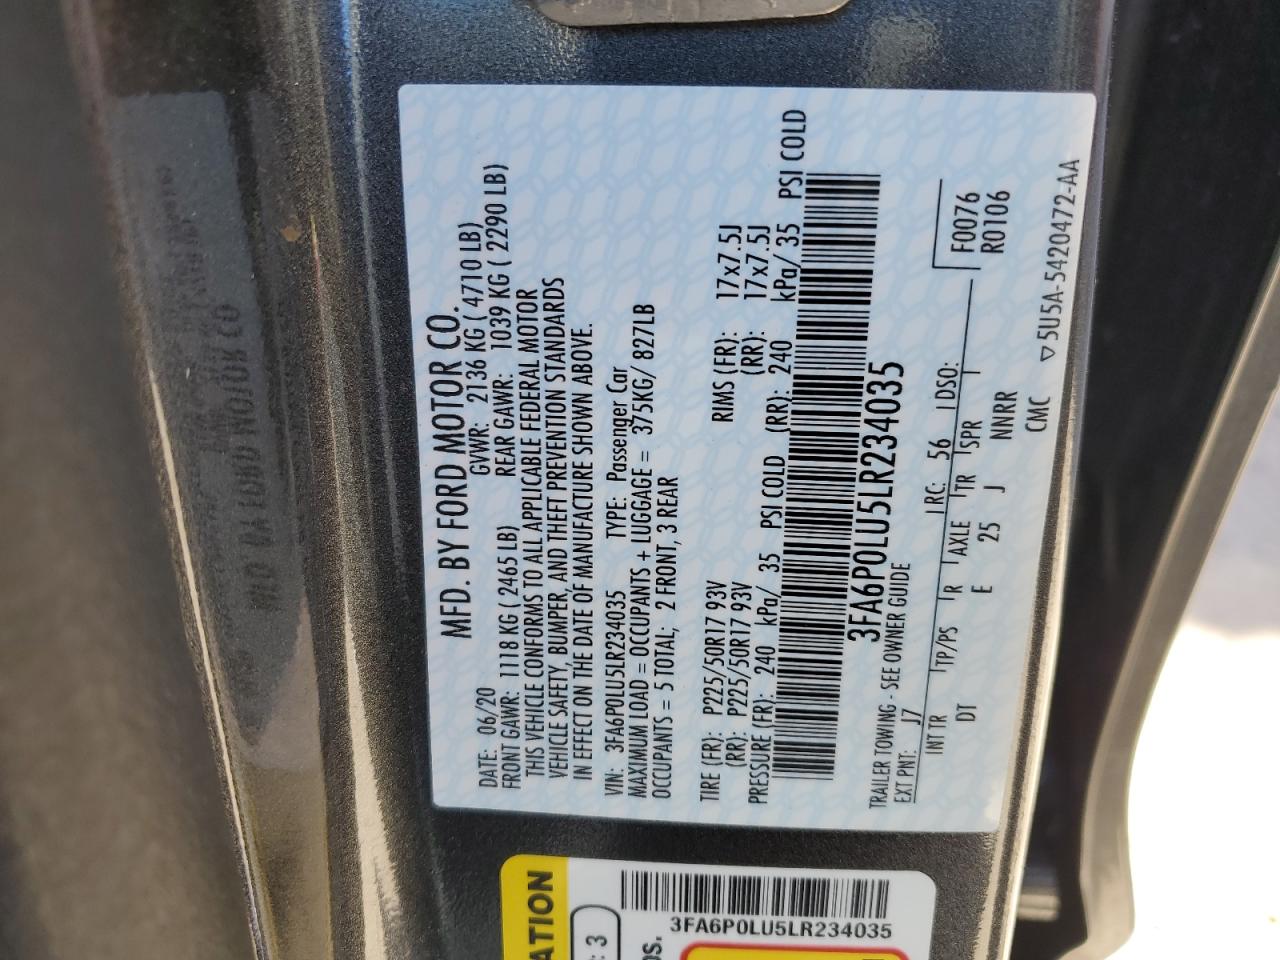 MFD. BY FORD MOTOR CO.
DATE: 06/20 GVWR: 2136 KG ( 4710 LB)
FRONT GAWR: 1118 KG ( 2465 LB) REAR GAWR: 1039 KG ( 2290 LB)
THIS VEHICLE CONFORMS TO ALL APPLICABLE FEDERAL MOTOR
VEHICLE SAFETY, BUMPER, AND THEFT PREVENTION STANDARDS
IN EFFECT ON THE DATE OF MANUFACTURE SHOWN ABOVE.
VIN: 3FA6P0LU5LR234035 TYPE: Passenger Car
MAXIMUM LOAD = OCCUPANTS + LUGGAGE = 375KG/ 827LB
OCCUPANTS = 5 TOTAL; 2 FRONT, 3 REAR
TIRE (FR): P225/50R17 93V RIMS (FR): 17x7.5J
(RR): P225/50R17 93V (RR): 17x7.5J
PRESSURE (FR): 240 kPa/ 35 PSI COLD (RR): 240 kPa/ 35 PSI COLD
3FA6P0LU5LR234035
TRAILER TOWING - SEE OWNER GUIDE
EXT PNT: J7 RC: 56 DSO: F0076
INT TR TP/PS R AXLE TR SPR R0106
DT E 25 J NNRR
CMC 5U5A-5420472-AA
ATION
: 3
os.
3FA6P0LU5LR234035